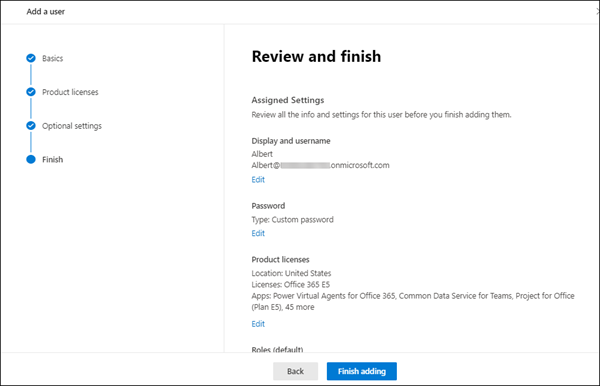 Add a user
Basics
Product licenses
Optional settings
Finish
Review and finish
Assigned Settings
Review all the info and settings for this user before you finish adding them.
Display and username
Albert
Albert@ .onmicrosoft.com
Edit
Password
Type: Custom password
Edit
Product licenses
Location: United States
Licenses: Office 365 E5
Apps: Power Virtual Agents for Office 365, Common Data Service for Teams, Project for Office
(Plan E5), 45 more
Edit
Roles (default)
Back
Finish adding